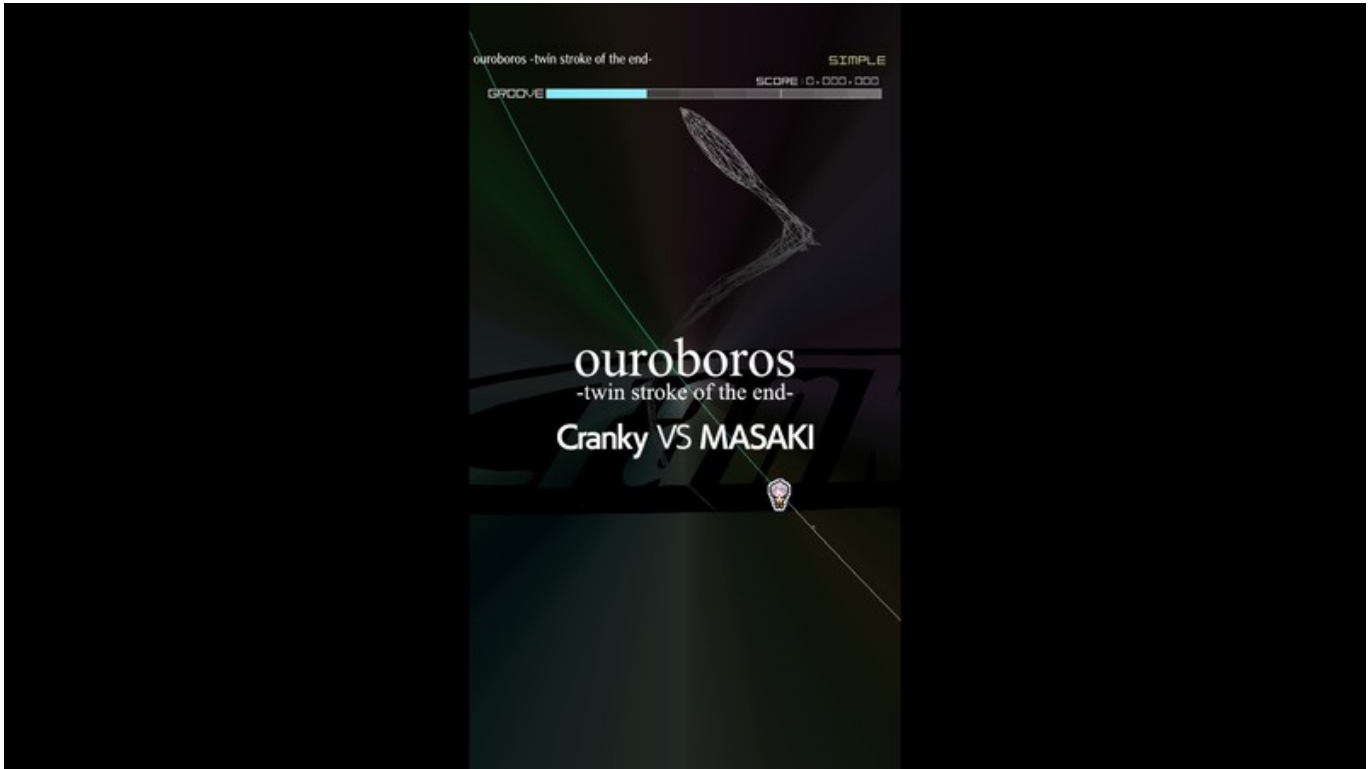 ouroboros -twin stroke of the end-
SIMPLE
SCORE:0,000,000
GROOVE
ouroboros
-twin stroke of the end-
Cranky VS MASAKI
Crank